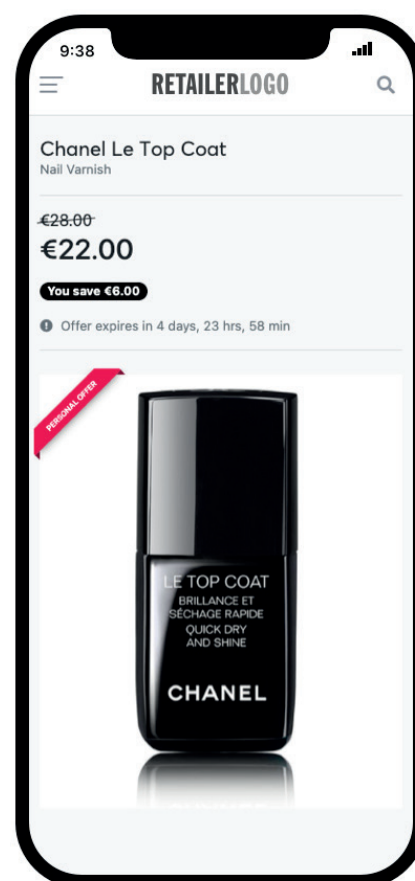 9:38
RETAILERLOGO
Chanel Le Top Coat
Nail Varnish
€28.00
€22.00
You save €6.00
Offer expires in 4 days, 23 hrs, 58 min
PERSONAL OFFER
LE TOP COAT
BRILLANCE ET
SÉCHAGE RAPIDE
QUICK DRY
AND SHINE
CHANEL